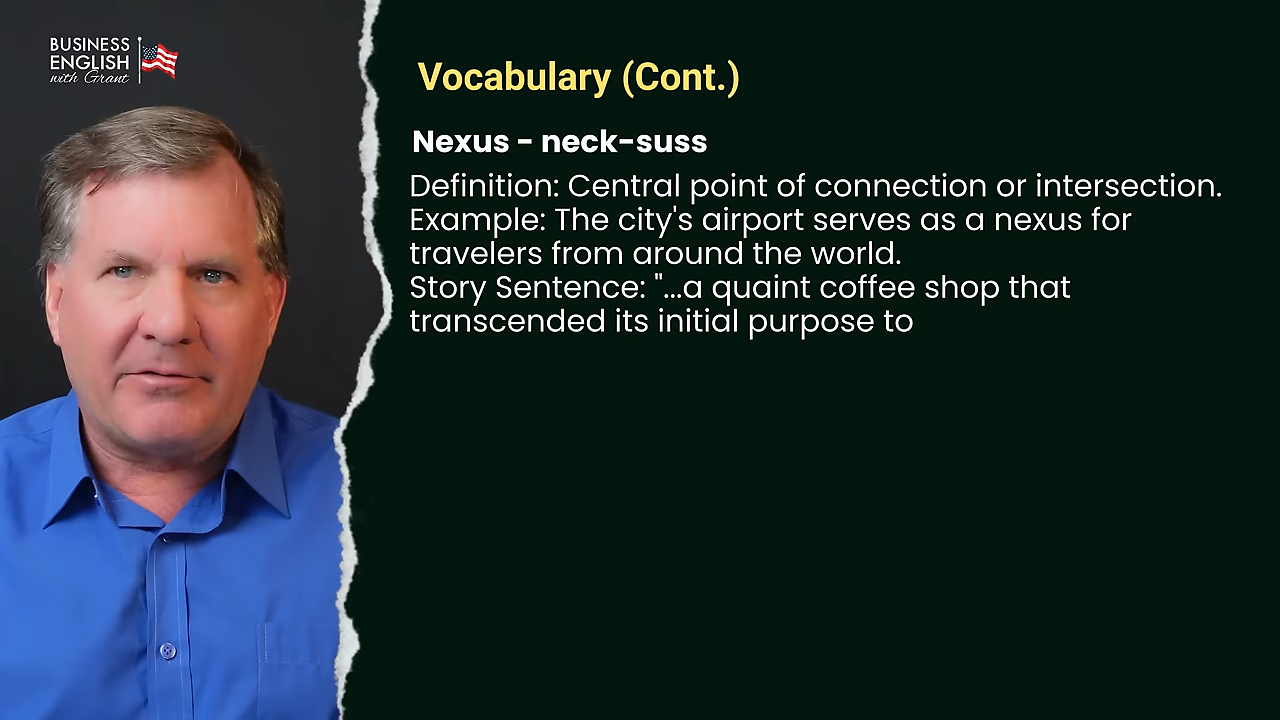 BUSINESS
ENGLISH
with Grant
Vocabulary (Cont.)
Nexus - neck-suss
Definition: Central point of connection or intersection.
Example: The city's airport serves as a nexus for
travelers from around the world.
Story Sentence: "...a quaint coffee shop that
transcended its initial purpose to